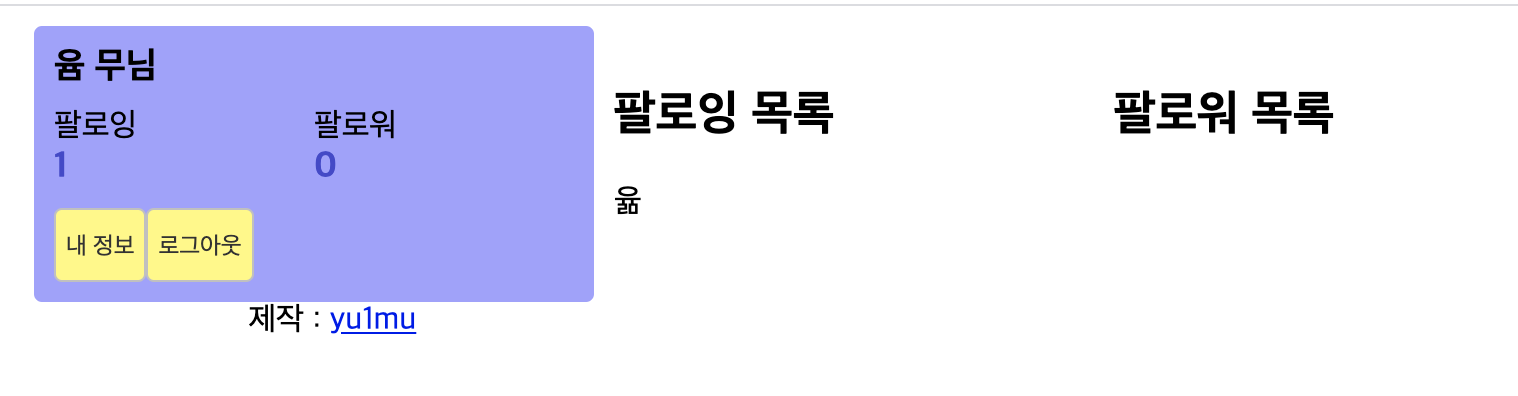 윰 무님
팔로잉
1
팔로워
0
내 정보
로그아웃
제작 : yu1mu
팔로잉 목록
윪
팔로워 목록